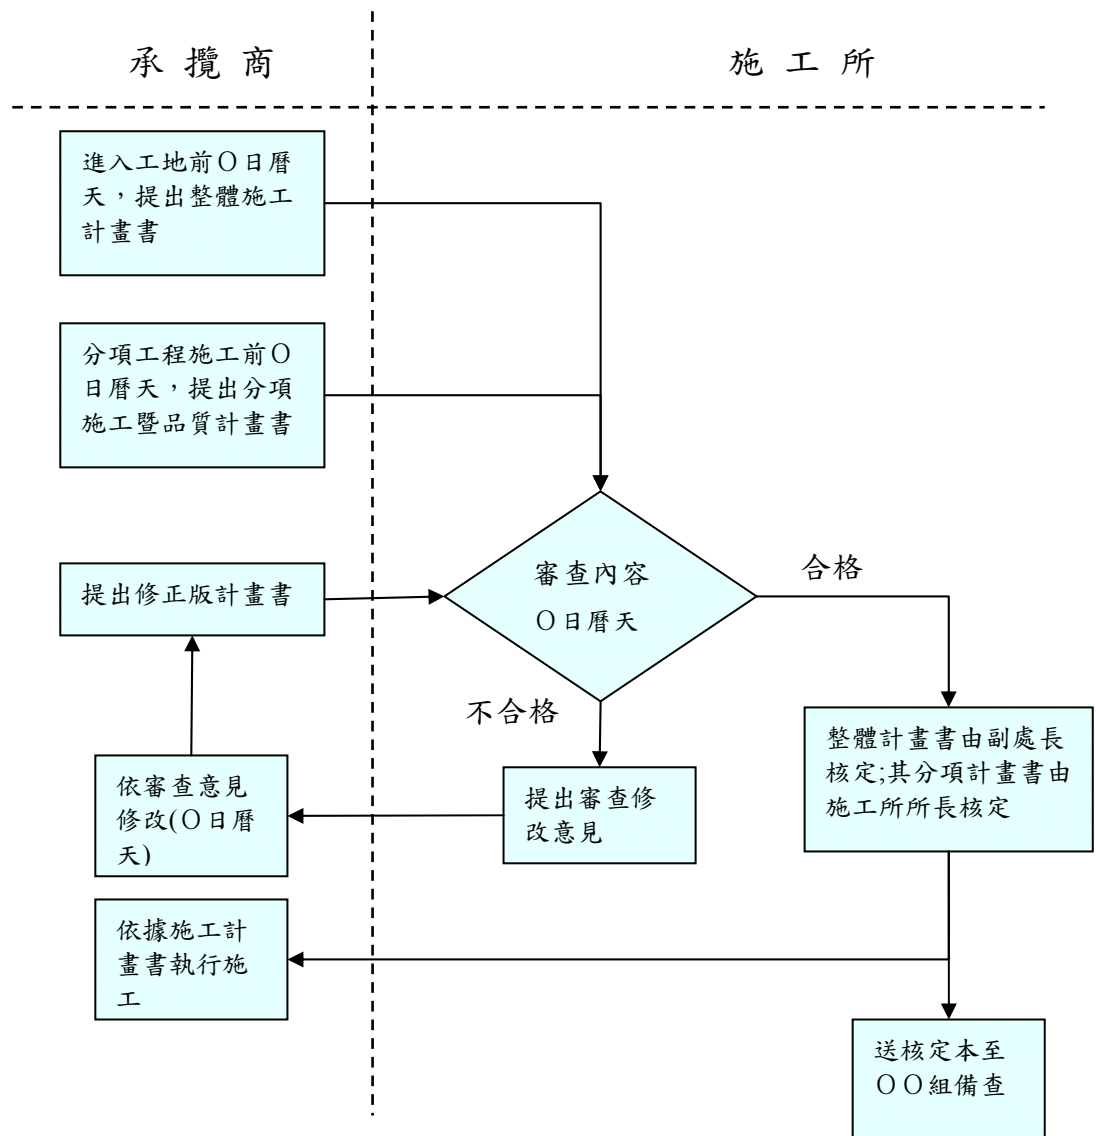 承攬商
施工所
進入工地前○日曆
天，提出整體施工
計畫書
分項工程施工前○
日曆天，提出分項
施工暨品質計畫書
提出修正版計畫書
審查內容
○日曆天
合格
不合格
整體計畫書由副處長
核定;其分項計畫書由
施工所所長核定
提出審查修
改意見
依審查意見
修改(○日曆
天)
依據施工計
畫書執行施
工
送核定本至
○○組備查